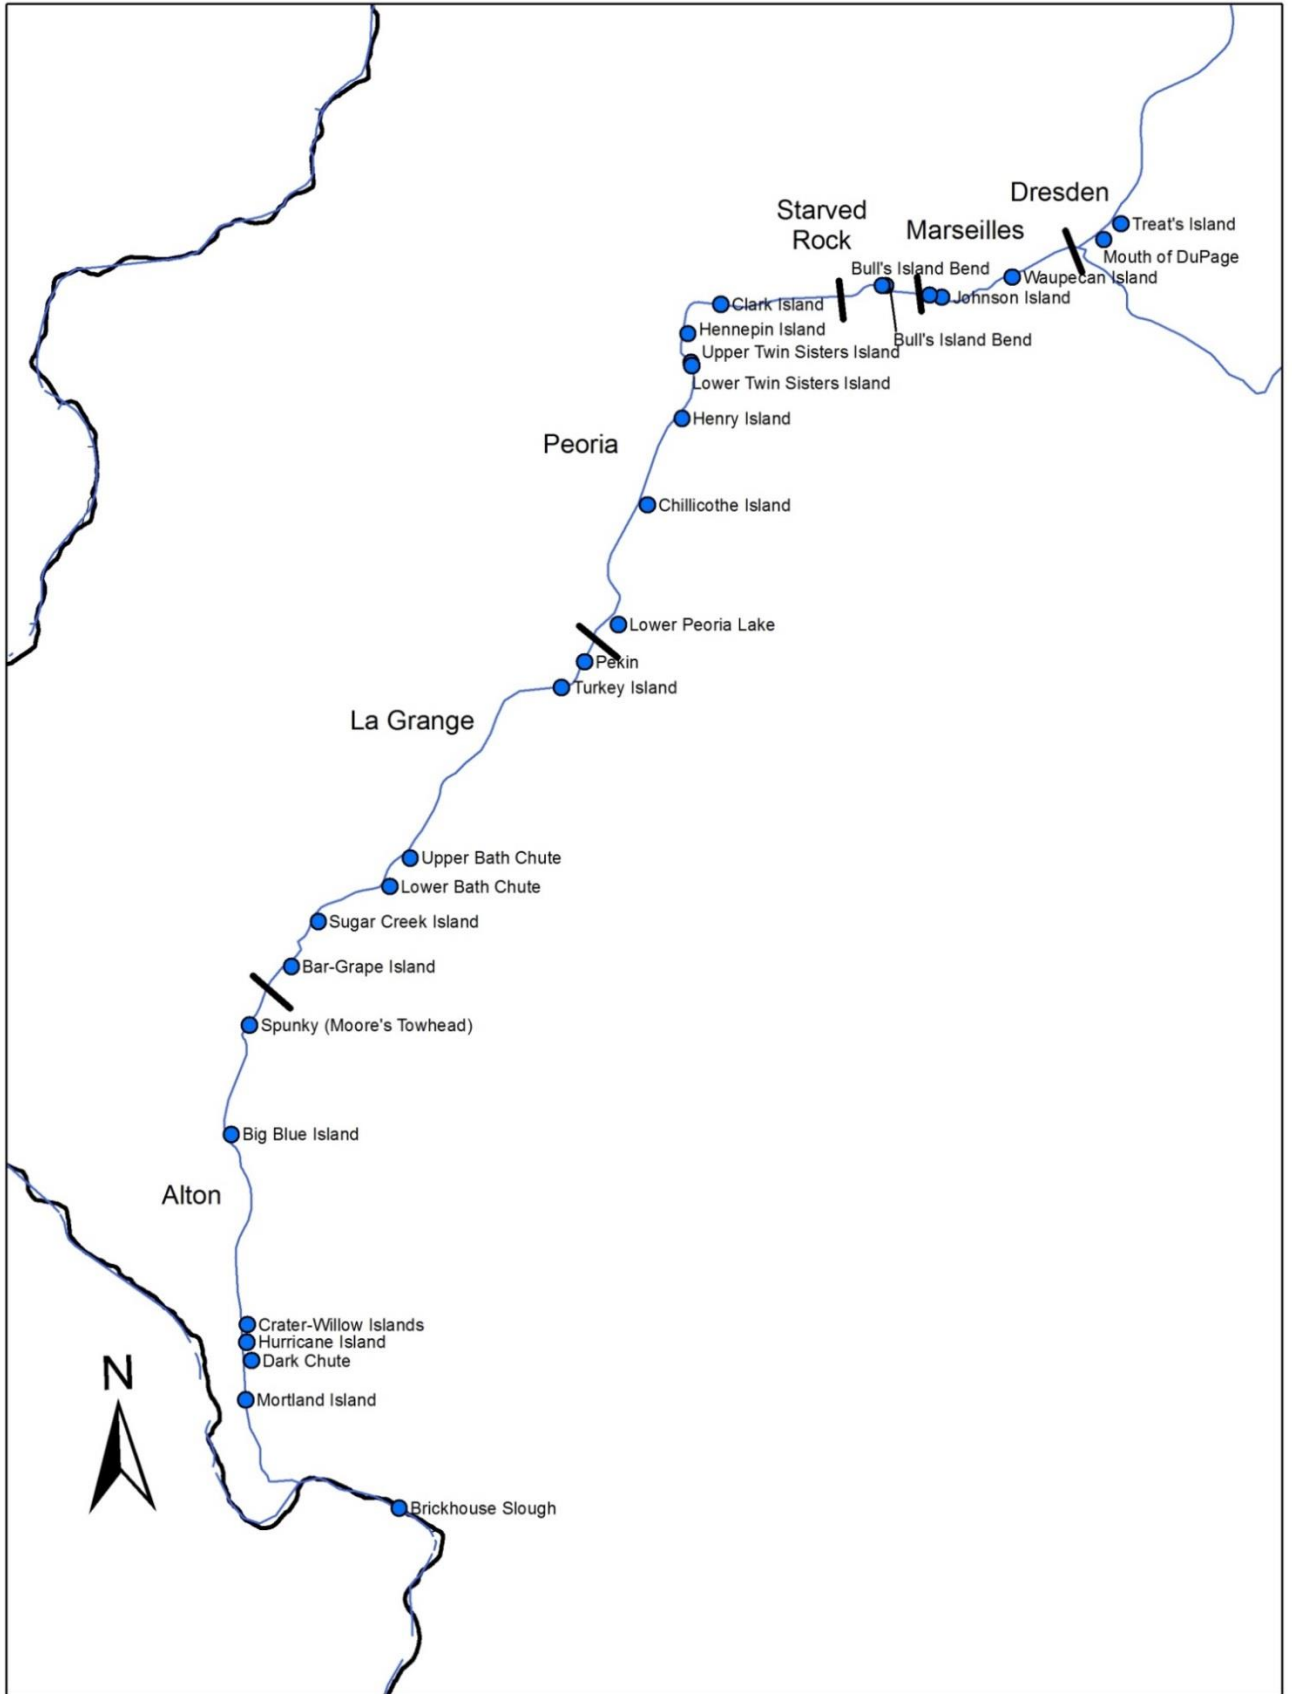 Dresden
Starved
Rock
Marseilles
Treat's Island
Mouth of DuPage
Bull's Island Bend
Waupecan Island
Johnson Island
Clark Island
Hennepin Island
Bull's Island Bend
Upper Twin Sisters Island
Lower Twin Sisters Island
Henry Island
Peoria
Chillicothe Island
Lower Peoria Lake
Pekin
Turkey Island
La Grange
Upper Bath Chute
Lower Bath Chute
Sugar Creek Island
Bar-Grape Island
Spunky (Moore's Towhead)
Big Blue Island
Alton
Crater-Willow Islands
Hurricane Island
Dark Chute
N
Mortland Island
Brickhouse Slough